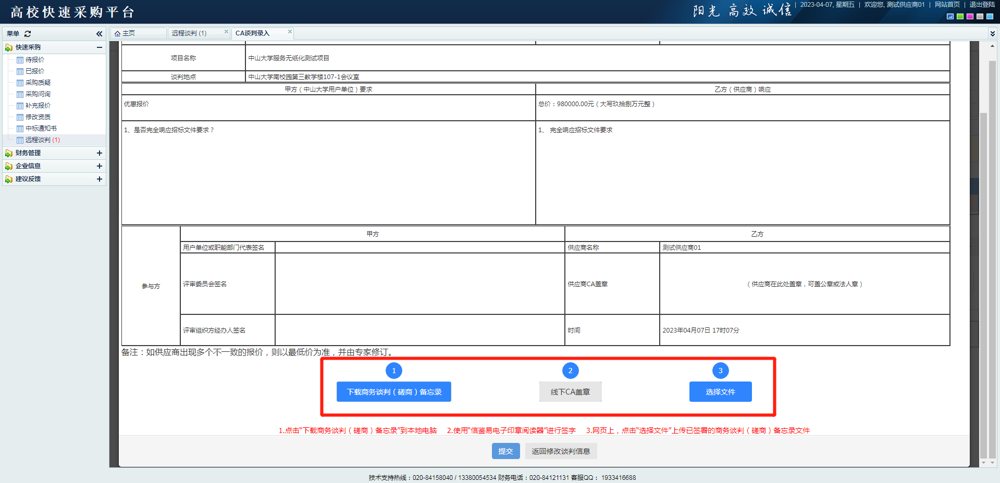 高校快速采购平台
阳光 高效 诚信
2023-04-07, 星期五 | 欢迎您, 测试供应商01 | 网站首页 | 退出登陆
菜单
主页
远程谈判 (1)
CA谈判录入
快速采购
待报价
已报价
采购质疑
采购问询
补充报价
修改资质
中标通知书
远程谈判 (1)
财务管理
企业信息
建议反馈
项目名称 中山大学服务无纸化测试项目
谈判地点 中山大学南校园第三教学楼107-1会议室
甲方（中山大学用户单位）要求 乙方（供应商）响应
优惠报价 总价：980000.00元（大写玖拾捌万元整）
1、是否完全响应招标文件要求？ 1、 完全响应招标文件要求
甲方 乙方
用户单位或职能部门代表签名 供应商名称 测试供应商01
参与方 评审委员会签名 供应商CA盖章 （供应商在此处盖章，可盖公章或法人章）
评审组织方经办人签名 时间 2023年04月07日 17时07分
备注：如供应商出现多个不一致的报价，则以最低价为准，并由专家修订。
1 2 3
下载商务谈判（磋商）备忘录 线下CA盖章 选择文件
1.点击“下载商务谈判（磋商）备忘录”到本地电脑 2.使用“信鉴易电子印章阅读器”进行签字 3.网页上，点击“选择文件”上传已签署的商务谈判（磋商）备忘录文件
提交 返回修改谈判信息
技术支持热线：020-84158040 / 13380054534 财务电话：020-84121131 客服QQ： 1933416688